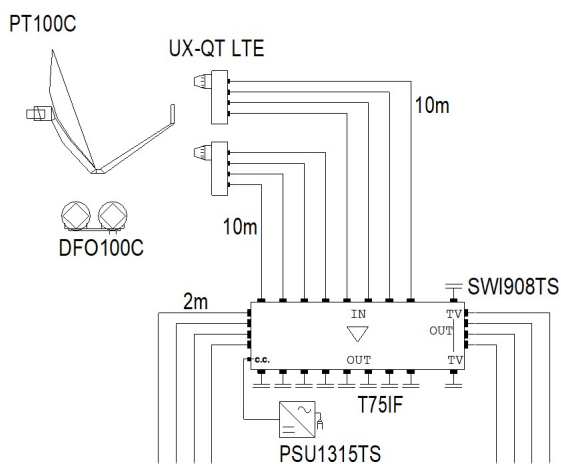 PT100C
UX-QT LTE
10m
10m
DFO100C
SWI908TS
2m
IN
TV
OUT
c.c.
OUT
TV
T75IF
PSU1315TS